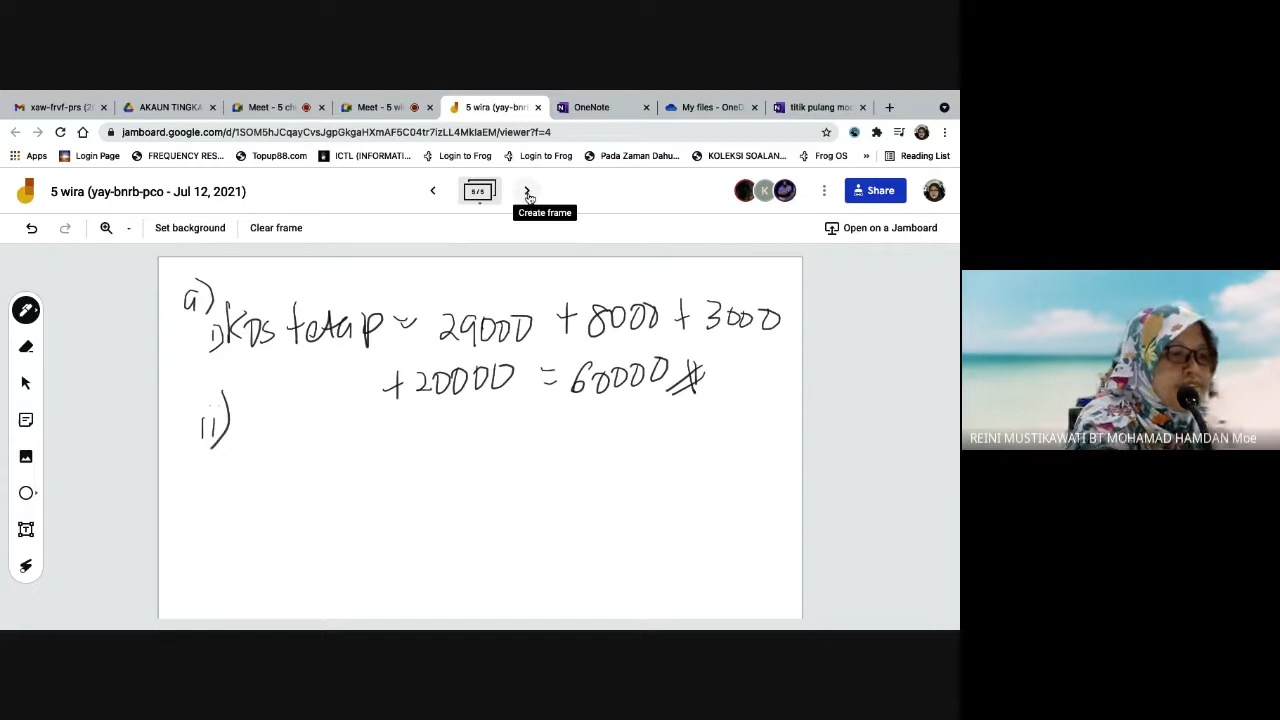 xaw-frvf-prs (2
AKAUN TINGKA
Meet - 5 ch
Meet - 5 wi
5 wira (yay-bnr
OneNote
My files - OneD
titik pulang mod
jamboard.google.com/d/1SOM5hJCqayCvsJgpGkgaHXmAF5C04tr7izLL4MklaEM/viewer?f=4
Apps
Login Page
FREQUENCY RES...
Topup88.com
ICTL (INFORMATI...
Login to Frog
Login to Frog
Pada Zaman Dahu...
KOLEKSI SOALAN...
Frog OS
»
Reading List
5 wira (yay-bnrb-pco - Jul 12, 2021)
5 / 5
K
Share
Create frame
Set background
Clear frame
Open on a Jamboard
a)
i) Kos tetap = 29000 + 8000 + 3000
+ 20000 = 60000
ii)
REINI MUSTIKAWATI BT MOHAMAD HAMDAN Moe